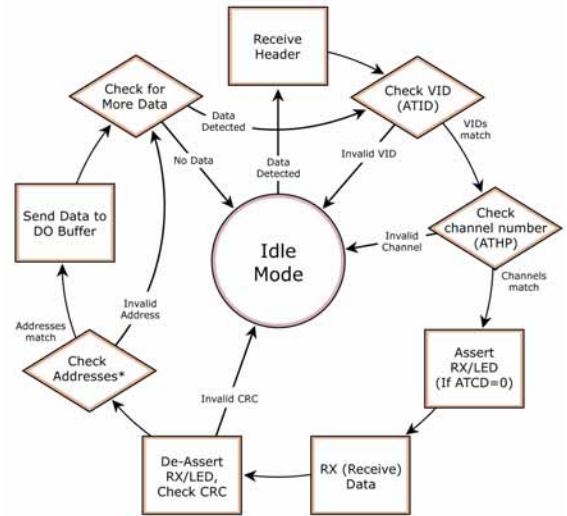 Receive
Header
Check for
More Data
Check VID
(ATID)
Data
Detected
VIDs
match
No Data
Data
Detected
Invalid VID
Send Data to
DO Buffer
Check
channel number
(ATHP)
Invalid
Channel
Idle
Mode
Channels
match
Invalid
Address
Addresses
match
Check
Addresses*
Assert
RX/LED
(If ATCD=0)
Invalid CRC
De-Assert
RX/LED,
Check CRC
RX (Receive)
Data